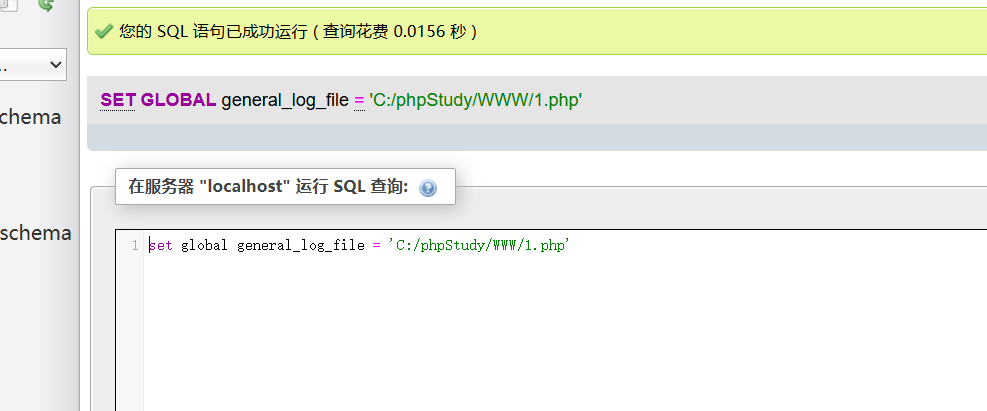 您的 SQL 语句已成功运行 ( 查询花费 0.0156 秒 )
..
SET GLOBAL general_log_file = 'C:/phpStudy/WWW/1.php'
chema
在服务器 "localhost" 运行 SQL 查询:
schema
1 set global general_log_file = 'C:/phpStudy/WWW/1.php'